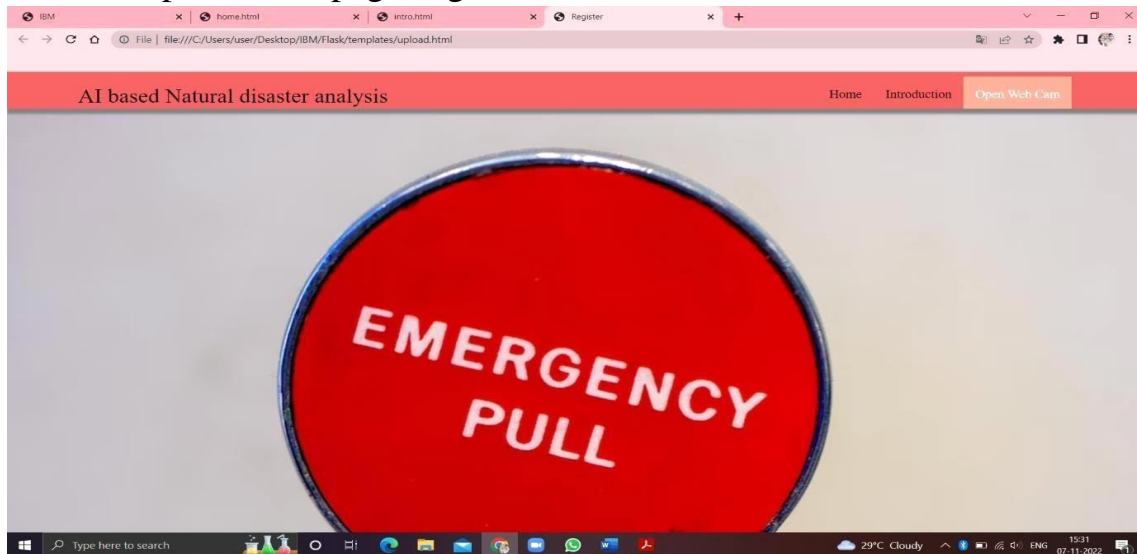 IBM
home.html
intro.html
Register
File | file:///C:/Users/user/Desktop/IBM/Flask/templates/upload.html
AI based Natural disaster analysis
Home Introduction Open Web Cam
EMERGENCY
PULL
Type here to search
29°C Cloudy
ENG
15:31
07-11-2022